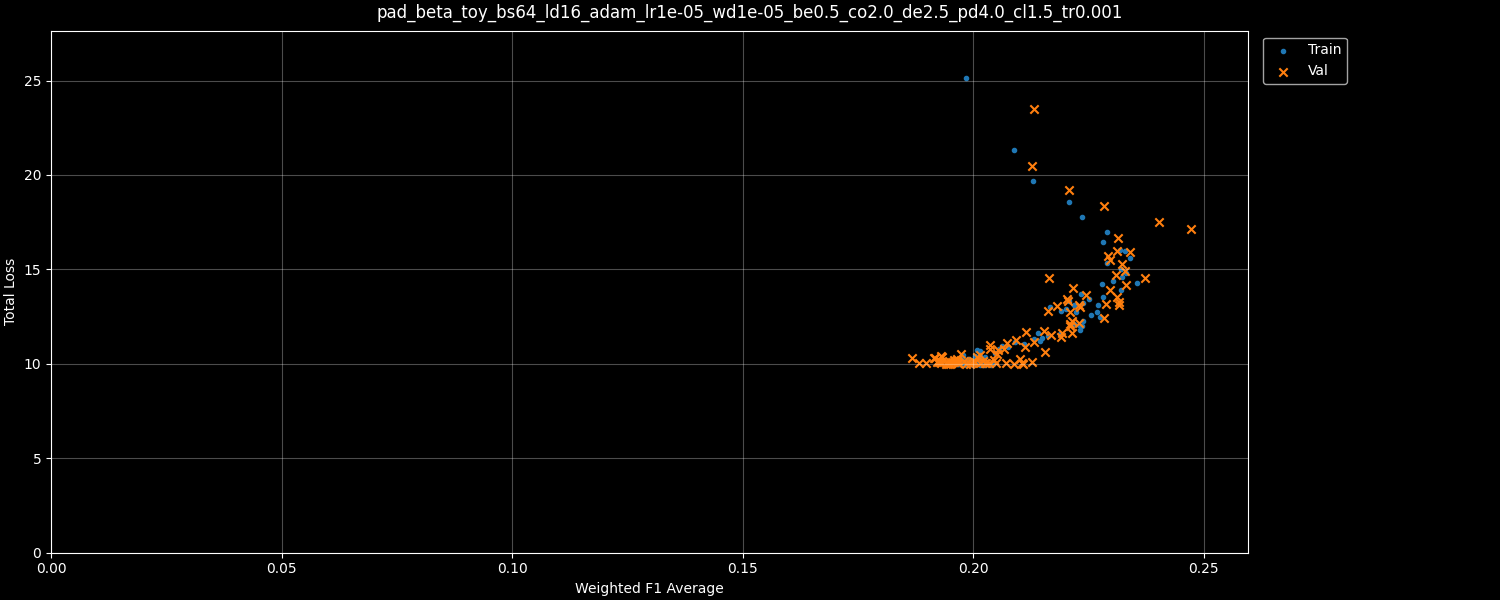 pad_beta_toy_bs64_ld16_adam_lr1e-05_wd1e-05_be0.5_co2.0_de2.5_pd4.0_cl1.5_tr0.001
Train
Val
25
20
15
10
5
0
Total Loss
0.00 0.05 0.10 0.15 0.20 0.25
Weighted F1 Average